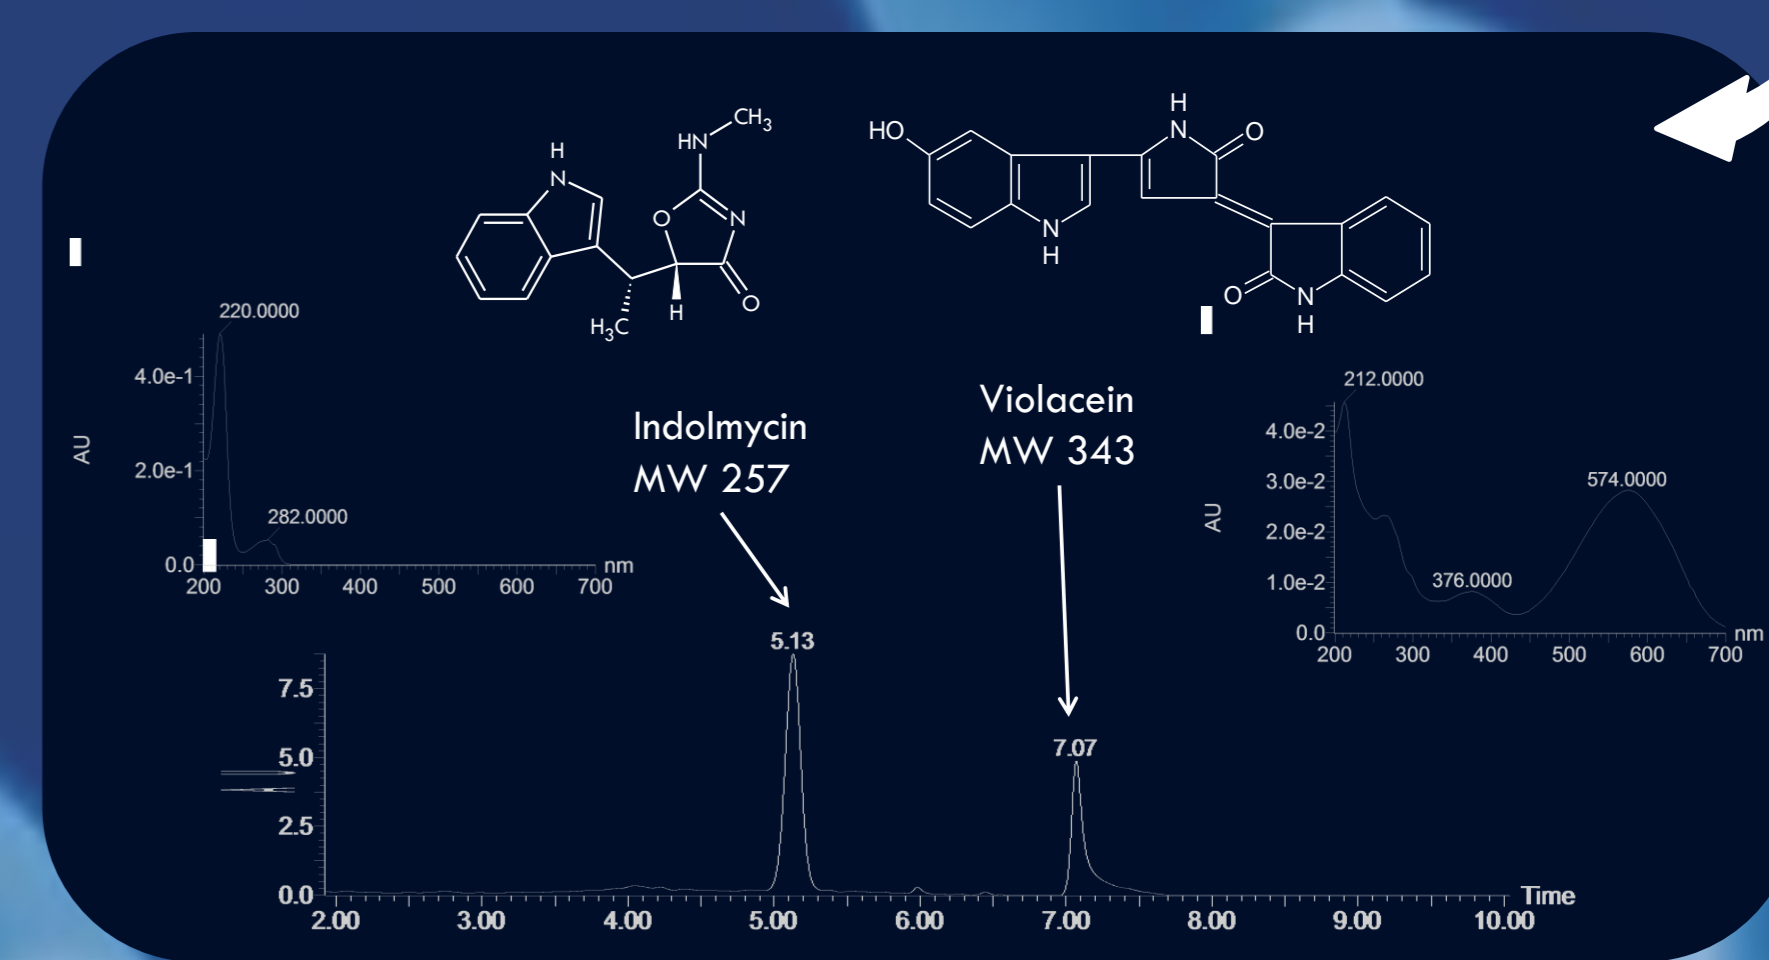 H
N
HN
CH3
O
N
O
H
H3C
HO
N
H
H
N
O
O
N
H
220.0000
4.0e-1
AU
2.0e-1
282.0000
0.0
nm
200 300 400 500 600 700
Indolmycin
MW 257
Violacein
MW 343
212.0000
4.0e-2
3.0e-2
574.0000
AU
2.0e-2
1.0e-2
376.0000
0.0
nm
200 300 400 500 600 700
5.13
7.5
7.07
5.0
2.5
0.0
Time
2.00 3.00 4.00 5.00 6.00 7.00 8.00 9.00 10.00